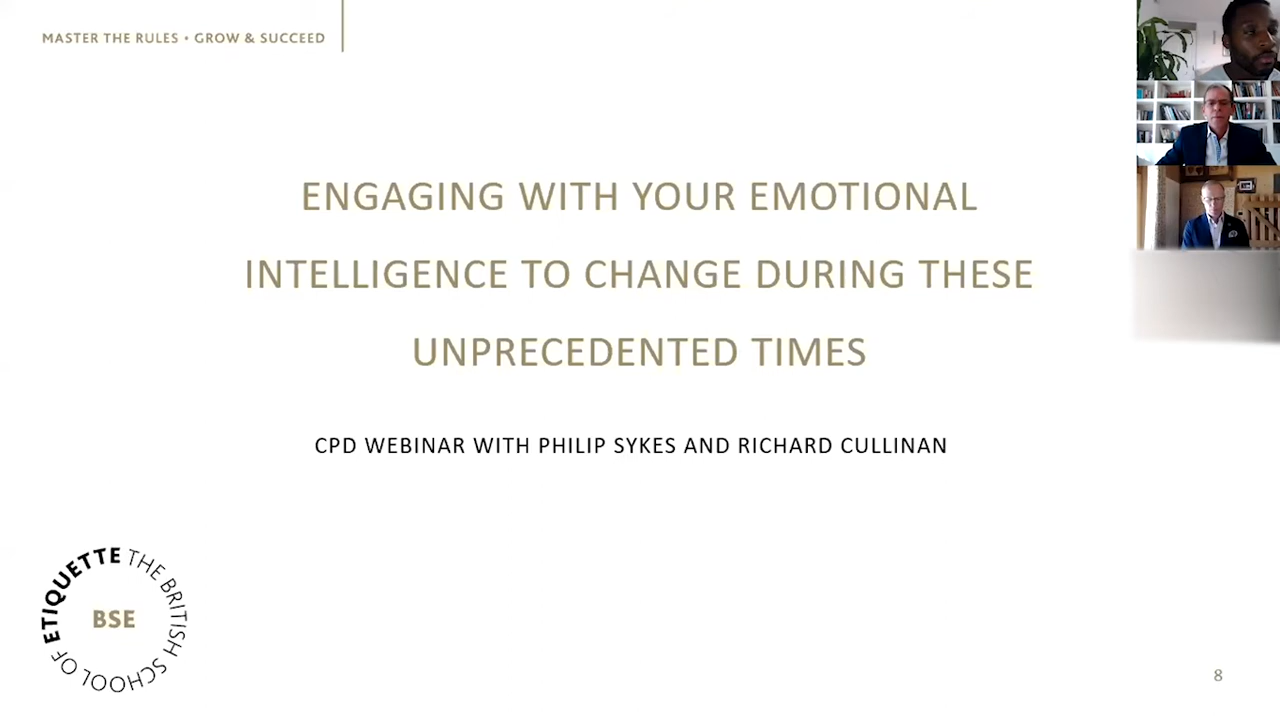 MASTER THE RULES • GROW & SUCCEED
ENGAGING WITH YOUR EMOTIONAL
INTELLIGENCE TO CHANGE DURING THESE
UNPRECEDENTED TIMES
CPD WEBINAR WITH PHILIP SYKES AND RICHARD CULLINAN
THE BRITISH SCHOOL OF ETIQUETTE
BSE
8